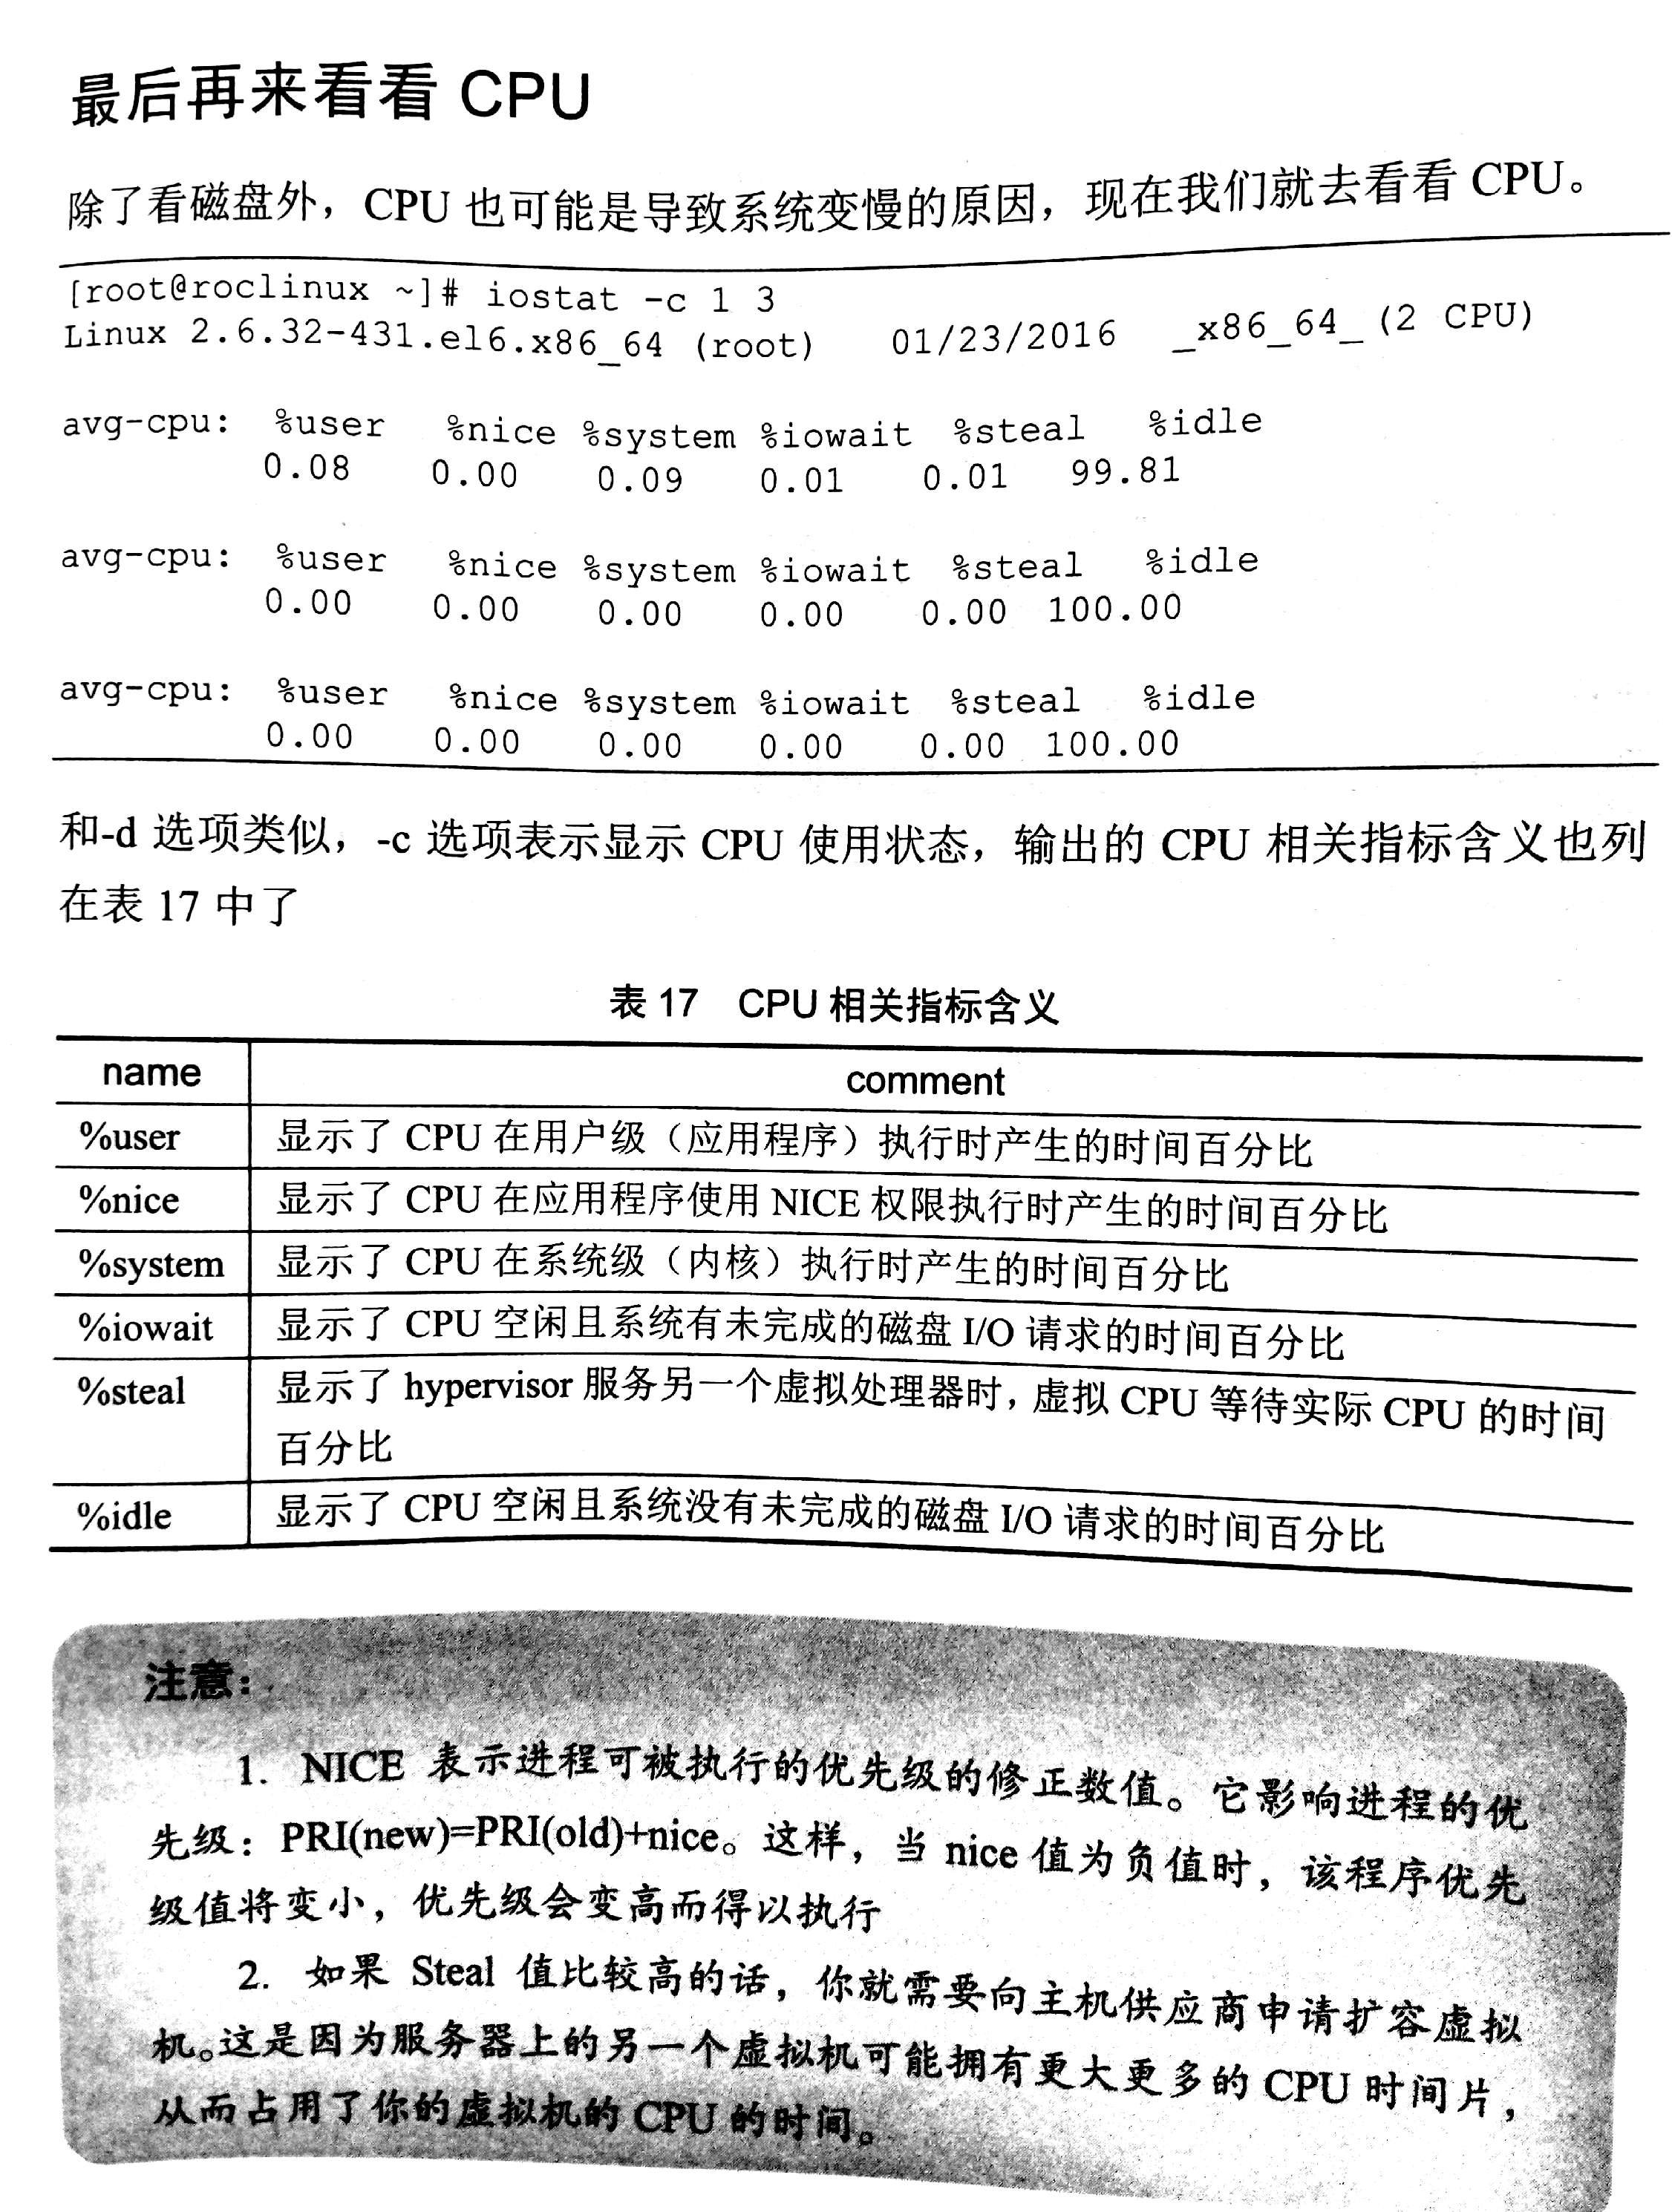 最后再来看看 CPU
除了看磁盘外，CPU 也可能是导致系统变慢的原因，现在我们就去看看 CPU。
[root@roclinux ~]# iostat -c 1 3
Linux 2.6.32-431.el6.x86_64 (root) 01/23/2016 _x86_64_ (2 CPU)
avg-cpu: %user %nice %system %iowait %steal %idle
0.08 0.00 0.09 0.01 0.01 99.81
avg-cpu: %user %nice %system %iowait %steal %idle
0.00 0.00 0.00 0.00 0.00 100.00
avg-cpu: %user %nice %system %iowait %steal %idle
0.00 0.00 0.00 0.00 0.00 100.00
和-d 选项类似，-c 选项表示显示 CPU 使用状态，输出的 CPU 相关指标含义也列
在表 17 中了
表 17 CPU 相关指标含义
name comment
%user 显示了 CPU 在用户级（应用程序）执行时产生的时间百分比
%nice 显示了 CPU 在应用程序使用 NICE 权限执行时产生的时间百分比
%system 显示了 CPU 在系统级（内核）执行时产生的时间百分比
%iowait 显示了 CPU 空闲且系统有未完成的磁盘 I/O 请求的时间百分比
%steal 显示了 hypervisor 服务另一个虚拟处理器时，虚拟 CPU 等待实际 CPU 的时间
百分比
%idle 显示了 CPU 空闲且系统没有未完成的磁盘 I/O 请求的时间百分比
注意：
1. NICE 表示进程可被执行的优先级的修正数值。它影响进程的优
先级：PRI(new)=PRI(old)+nice。这样，当 nice 值为负值时，该程序优先
级值将变小，优先级会变高而得以执行
2. 如果 Steal 值比较高的话，你就需要向主机供应商申请扩容虚拟
机。这是因为服务器上的另一个虚拟机可能拥有更大更多的 CPU 时间片，
从而占用了你的虚拟机的 CPU 的时间。